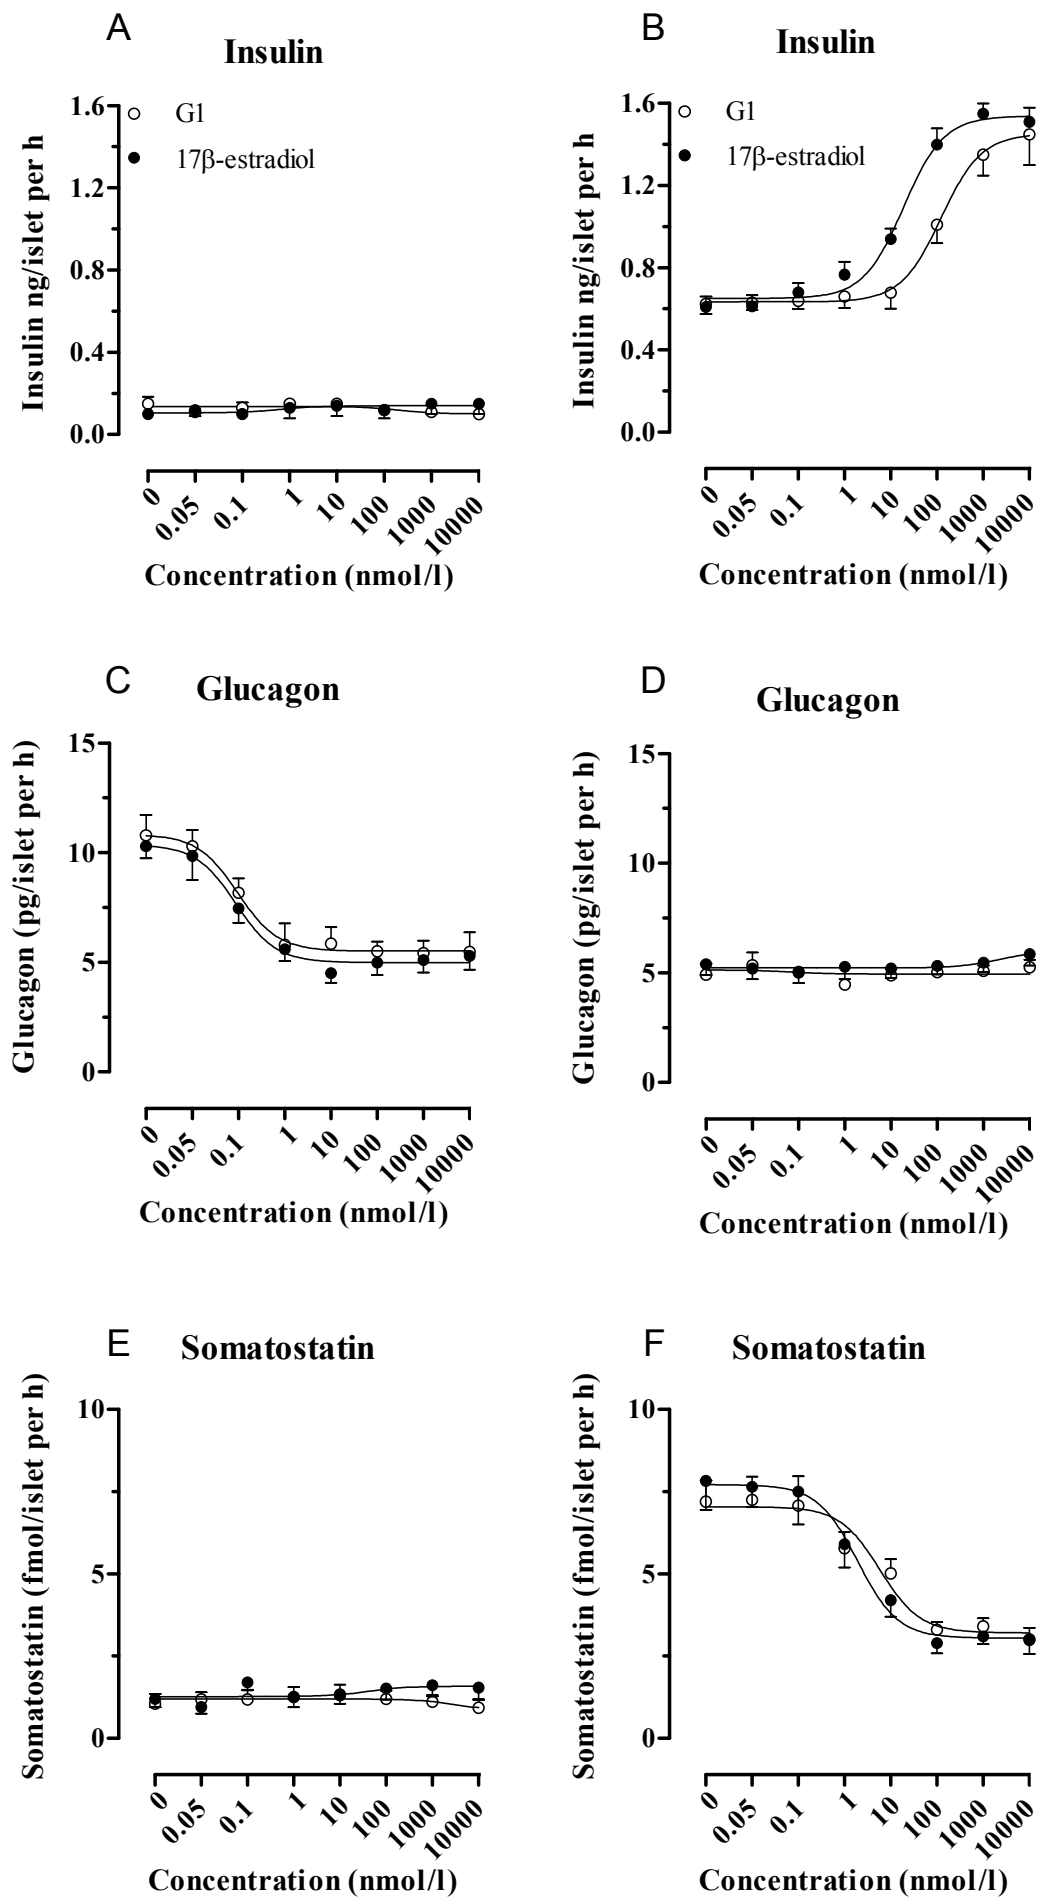 A
Insulin
Insulin ng/islet per h
1.6
1.2
0.8
0.4
0.0
G1
17β-estradiol
0
0.05
0.1
1
10
100
1000
10000
Concentration (nmol/l)
B
Insulin
Insulin ng/islet per h
1.6
1.2
0.8
0.4
0.0
G1
17β-estradiol
0
0.05
0.1
1
10
100
1000
10000
Concentration (nmol/l)
C
Glucagon
Glucagon (pg/islet per h)
15
10
5
0
0
0.05
0.1
1
10
100
1000
10000
Concentration (nmol/l)
D
Glucagon
Glucagon (pg/islet per h)
15
10
5
0
0
0.05
0.1
1
10
100
1000
10000
Concentration (nmol/l)
E
Somatostatin
Somatostatin (fmol/islet per h)
10
5
0
0
0.05
0.1
1
10
100
1000
10000
Concentration (nmol/l)
F
Somatostatin
Somatostatin (fmol/islet per h)
10
5
0
0
0.05
0.1
1
10
100
1000
10000
Concentration (nmol/l)